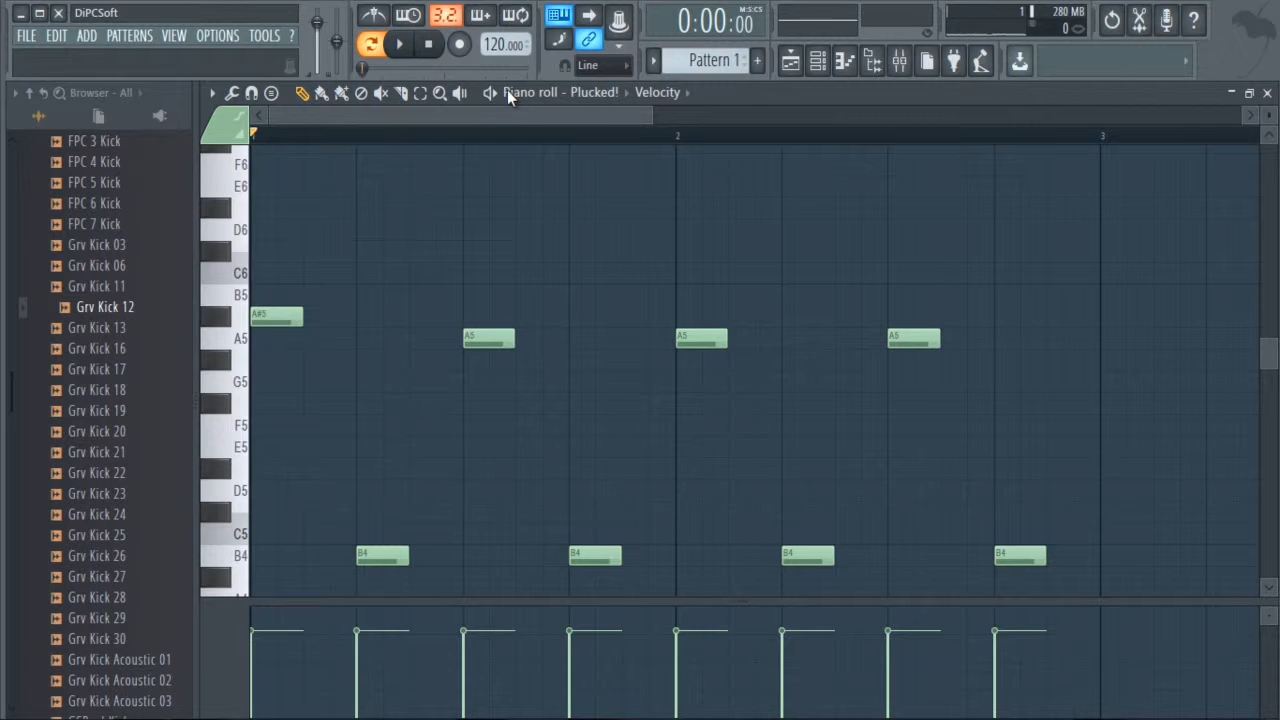 DiPCSoft
FILE EDIT ADD PATTERNS VIEW OPTIONS TOOLS ?
3.2
120.000
Line
0:00:00
M:S:CS
Pattern 1
1
280 MB
0
Browser - All
Piano roll - Plucked! Velocity
FPC 3 Kick
FPC 4 Kick
FPC 5 Kick
FPC 6 Kick
FPC 7 Kick
Grv Kick 03
Grv Kick 06
Grv Kick 11
Grv Kick 12
Grv Kick 13
Grv Kick 16
Grv Kick 17
Grv Kick 18
Grv Kick 19
Grv Kick 20
Grv Kick 21
Grv Kick 22
Grv Kick 23
Grv Kick 24
Grv Kick 25
Grv Kick 26
Grv Kick 27
Grv Kick 28
Grv Kick 29
Grv Kick 30
Grv Kick Acoustic 01
Grv Kick Acoustic 02
Grv Kick Acoustic 03
2
3
F6
E6
D6
C6
B5
A5
G5
F5
E5
D5
C5
B4
A#5
A5
A5
A5
B4
B4
B4
B4